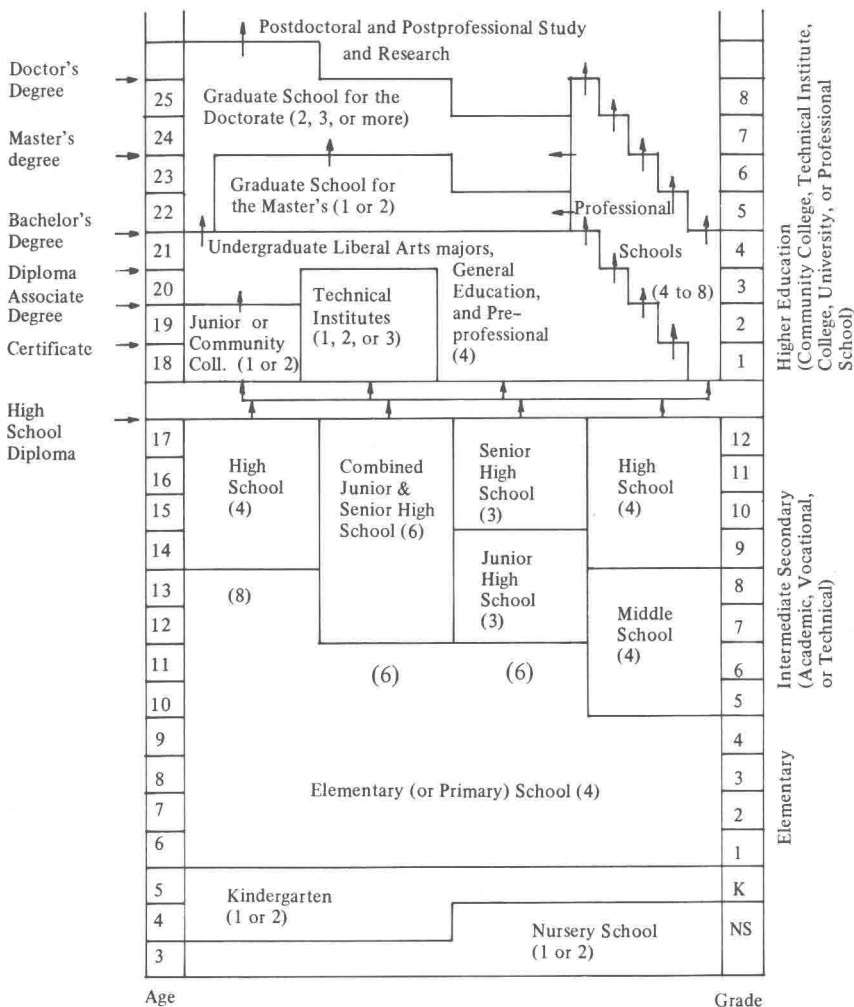 Postdoctoral and Postprofessional Study
and Research
Doctor's
Degree
Master's
degree
Bachelor's
Degree
Diploma
Associate
Degree
Certificate
High
School
Diploma
25
24
23
22
21
20
19
18
17
16
15
14
13
12
11
10
9
8
7
6
5
4
3
Age
Graduate School for the
Doctorate (2, 3, or more)
Graduate School for
the Master's (1 or 2)
Professional
Schools
(4 to 8)
Undergraduate Liberal Arts majors,
General
Education,
and Pre-
professional
(4)
Technical
Institutes
(1, 2, or 3)
Junior or
Community
Coll. (1 or 2)
High
School
(4)
Combined
Junior &
Senior High
School (6)
Senior
High
School
(3)
High
School
(4)
(8)
Junior
High
School
(3)
Middle
School
(4)
(6)
(6)
Elementary (or Primary) School (4)
Kindergarten
(1 or 2)
Nursery School
(1 or 2)
8
7
6
5
4
3
2
1
12
11
10
9
8
7
6
5
4
3
2
1
K
NS
Grade
Higher Education
(Community College, Technical Institute,
College, University, or Professional
School)
Intermediate Secondary
(Academic, Vocational,
or Technical)
Elementary